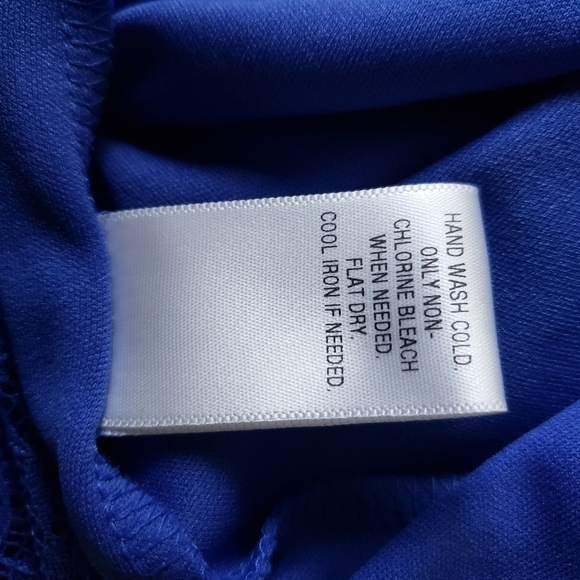 HAND WASH COLD.
ONLY NON-
CHLORINE BLEACH
WHEN NEEDED.
FLAT DRY.
COOL IRON IF NEEDED.